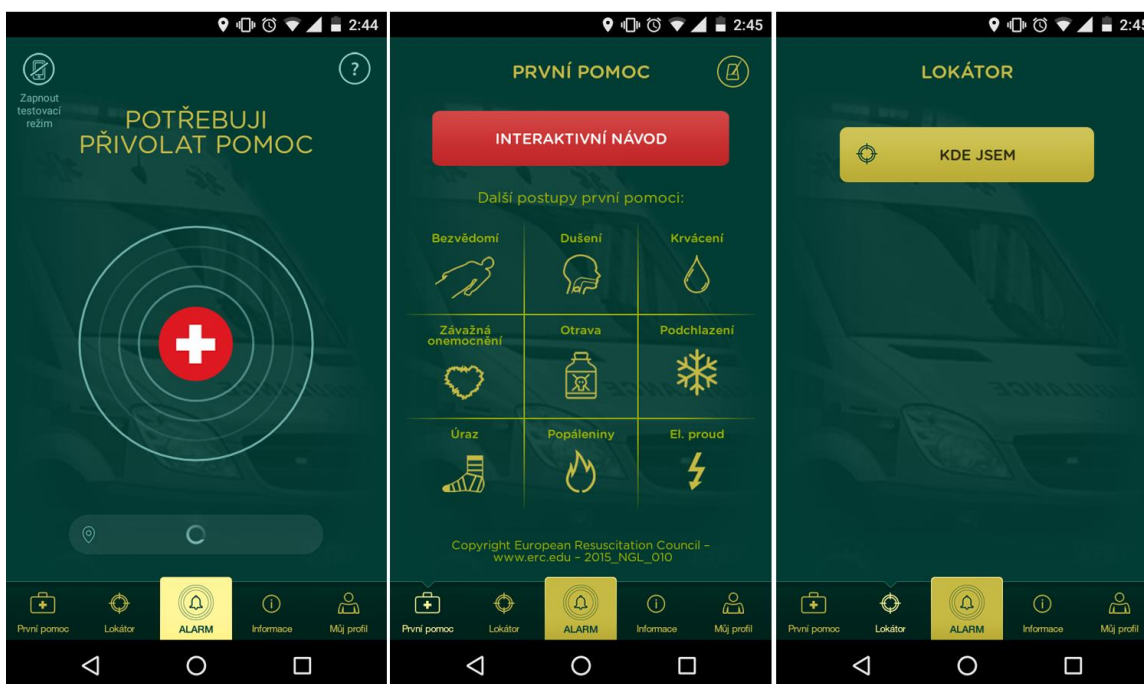 2:44
Zapnout
testovací
režim
?
POTŘEBUJI
PŘIVOLAT POMOC
První pomoc
Lokátor
ALARM
Informace
Můj profil
2:45
PRVNÍ POMOC
INTERAKTIVNÍ NÁVOD
Další postupy první pomoci:
Bezvědomí
Dušení
Krvácení
Závažná
onemocnění
Otrava
Podchlazení
Úraz
Popáleniny
El. proud
Copyright European Resuscitation Council –
www.erc.edu – 2015_NGL_010
První pomoc
Lokátor
ALARM
Informace
Můj profil
2:45
LOKÁTOR
KDE JSEM
První pomoc
Lokátor
ALARM
Informace
Můj profil